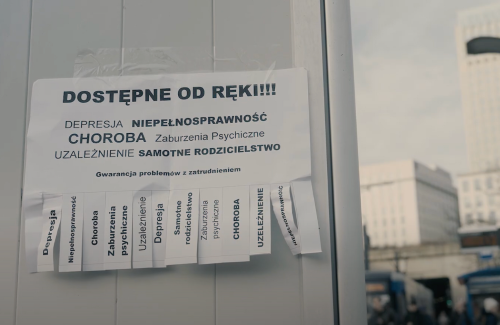 DOSTĘPNE OD RĘKI!!!
DEPRESJA NIEPEŁNOSPRAWNOŚĆ
CHOROBA Zaburzenia Psychiczne
UZALEŻNIENIE SAMOTNE RODZICIELSTWO
Gwarancja problemów z zatrudnieniem
Depresja
Niepełnosprawność
Choroba
Zaburzenia
psychiczne
Uzależnienie
Depresja
Samotne
rodzicielstwo
Zaburzenia
psychiczne
CHOROBA
UZELEŻNIENIE